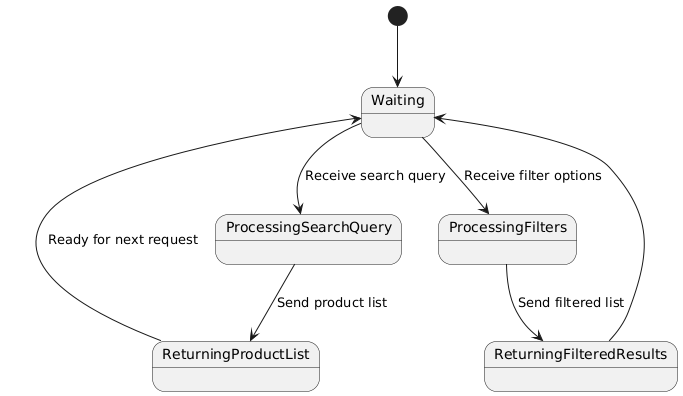 Waiting
Receive search query
Receive filter options
ProcessingSearchQuery
ProcessingFilters
Ready for next request
Send product list
Send filtered list
ReturningProductList
ReturningFilteredResults